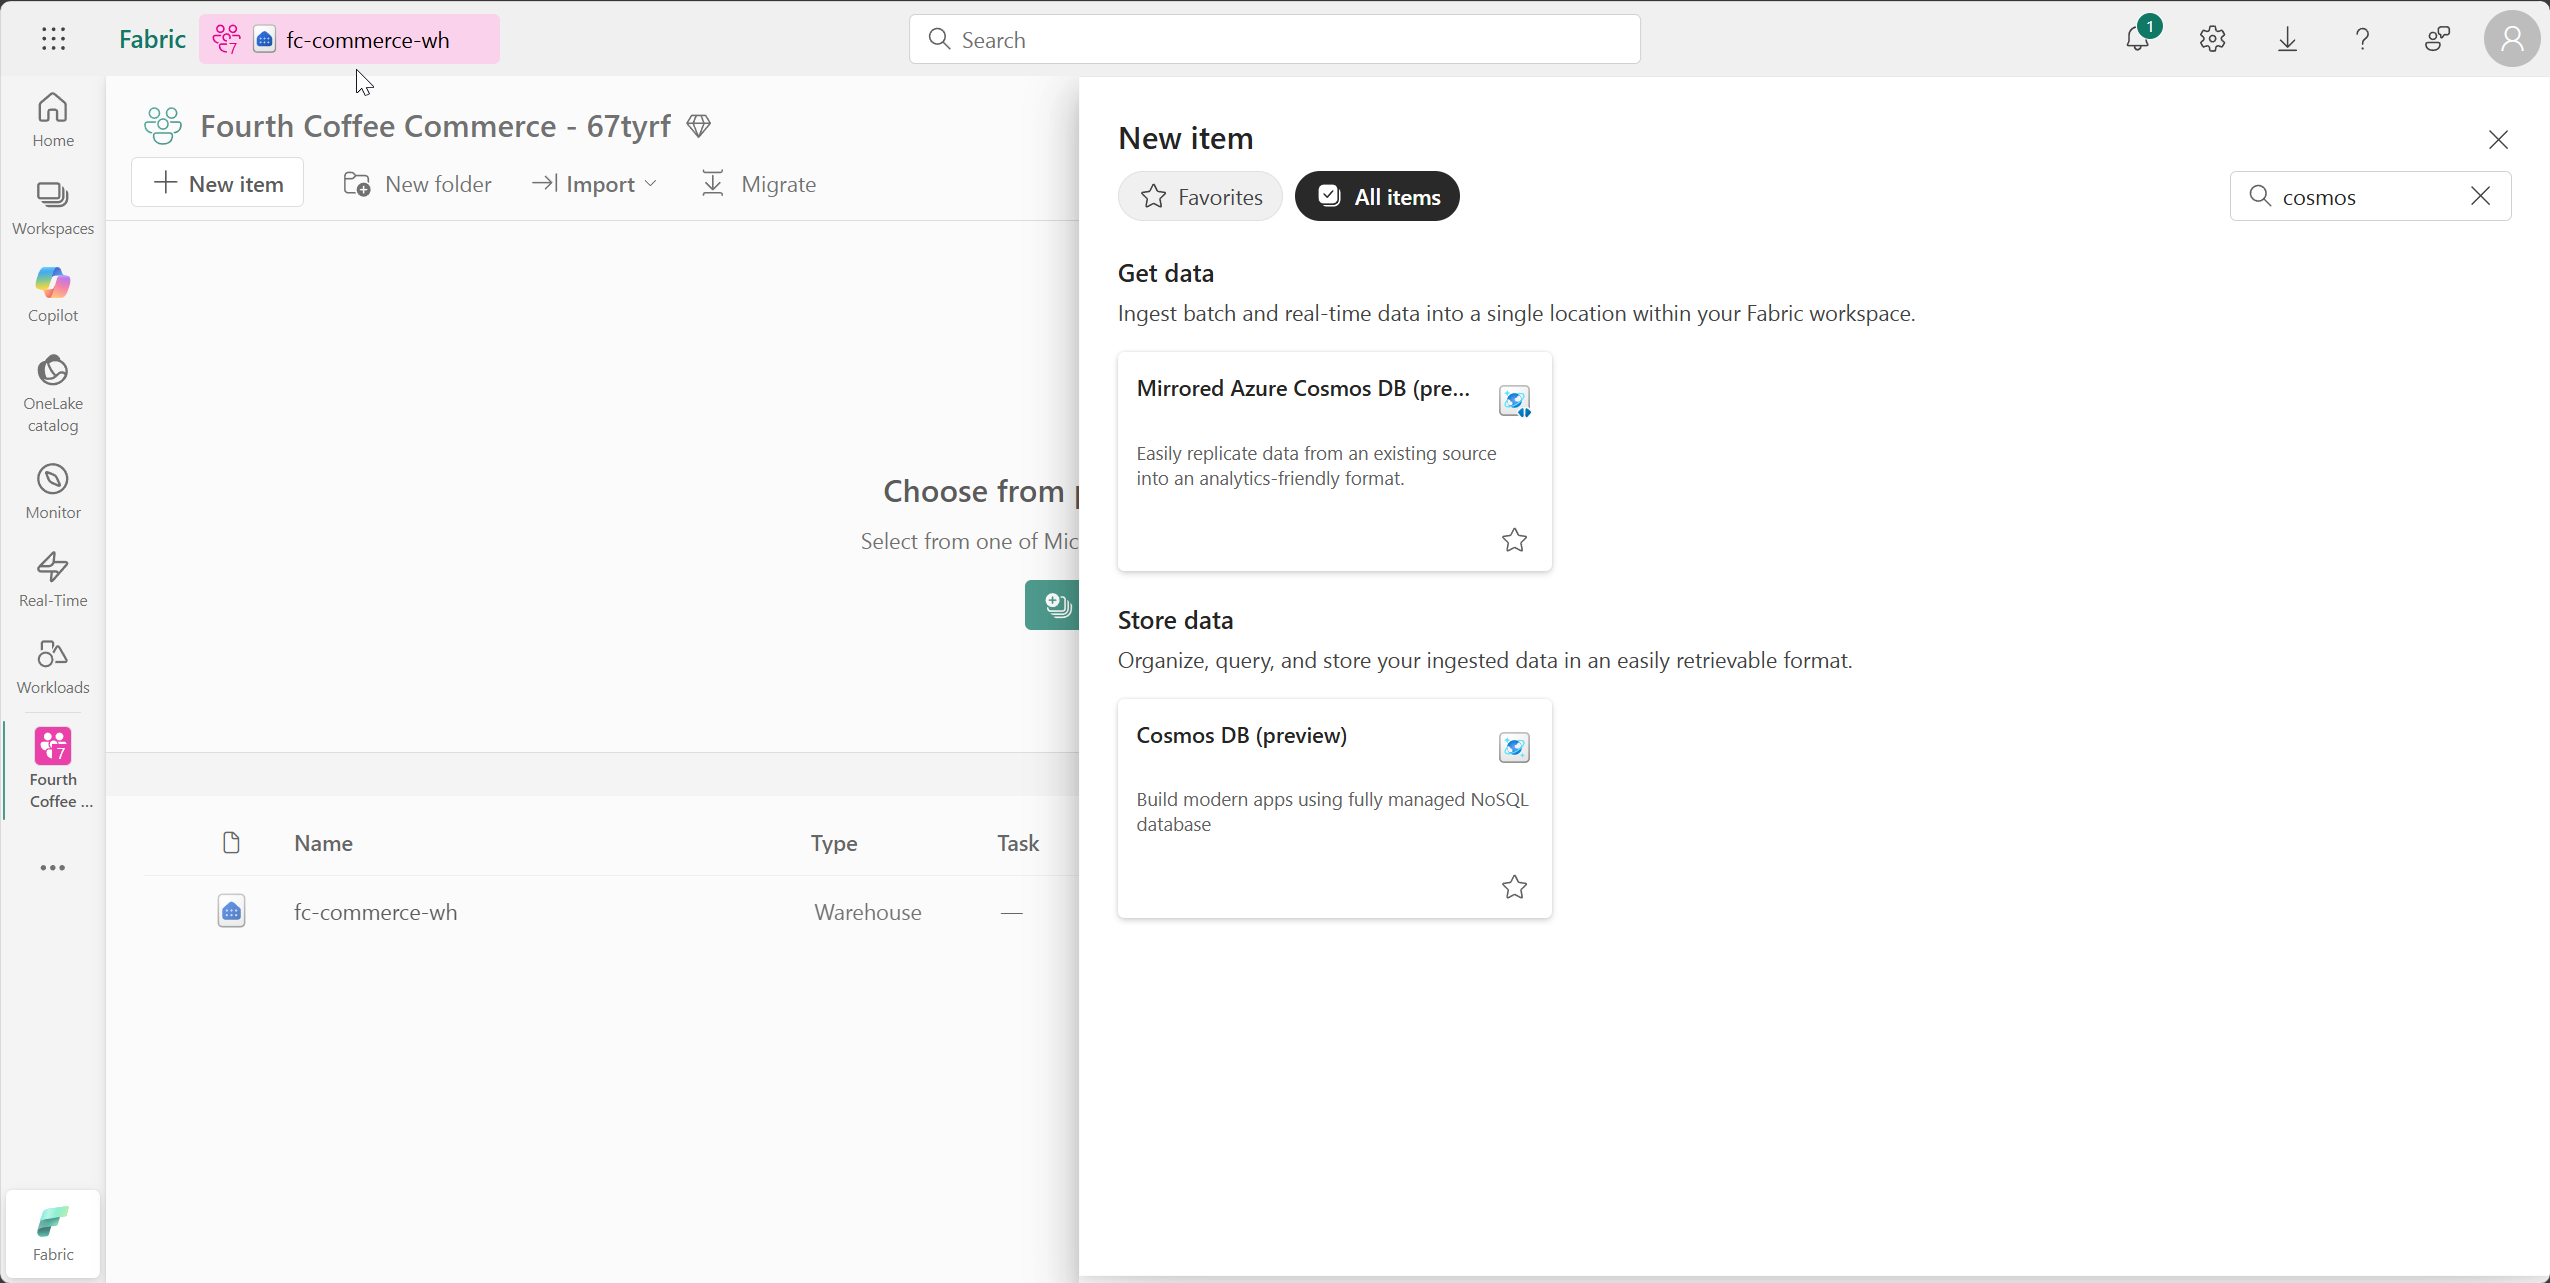 Fabric
7
fc-commerce-wh
Search
1
Home
Workspaces
Copilot
OneLake
catalog
Monitor
Real-Time
Workloads
7
Fourth
Coffee ...
Fabric
Fourth Coffee Commerce - 67tyrf
New item
New folder
Import
Migrate
Choose from
Select from one of Mic
Name
Type
Task
fc-commerce-wh
Warehouse
—
New item
Favorites
All items
cosmos
Get data
Ingest batch and real-time data into a single location within your Fabric workspace.
Mirrored Azure Cosmos DB (pre...
Easily replicate data from an existing source
into an analytics-friendly format.
Store data
Organize, query, and store your ingested data in an easily retrievable format.
Cosmos DB (preview)
Build modern apps using fully managed NoSQL
database